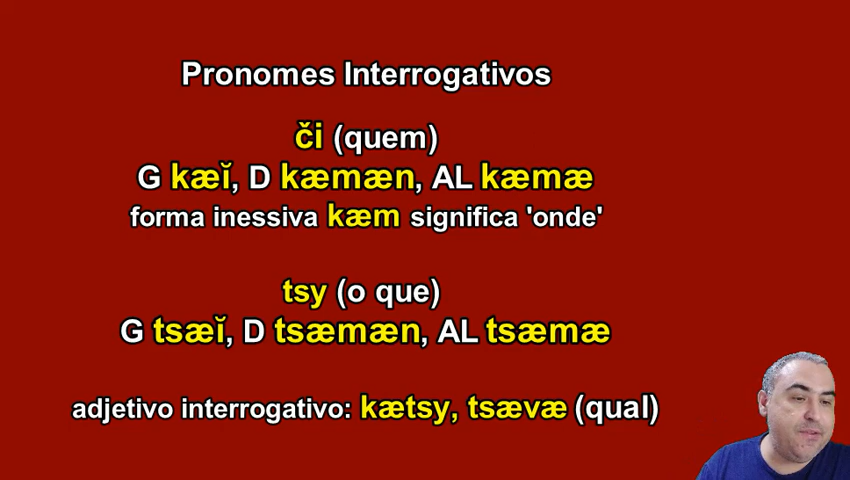 Pronomes Interrogativos
či (quem)
G kæĭ, D kæmæn, AL kæmæ
forma inessiva kæm significa 'onde'
tsy (o que)
G tsæĭ, D tsæmæn, AL tsæmæ
adjetivo interrogativo: kætsy, tsævæ (qual)